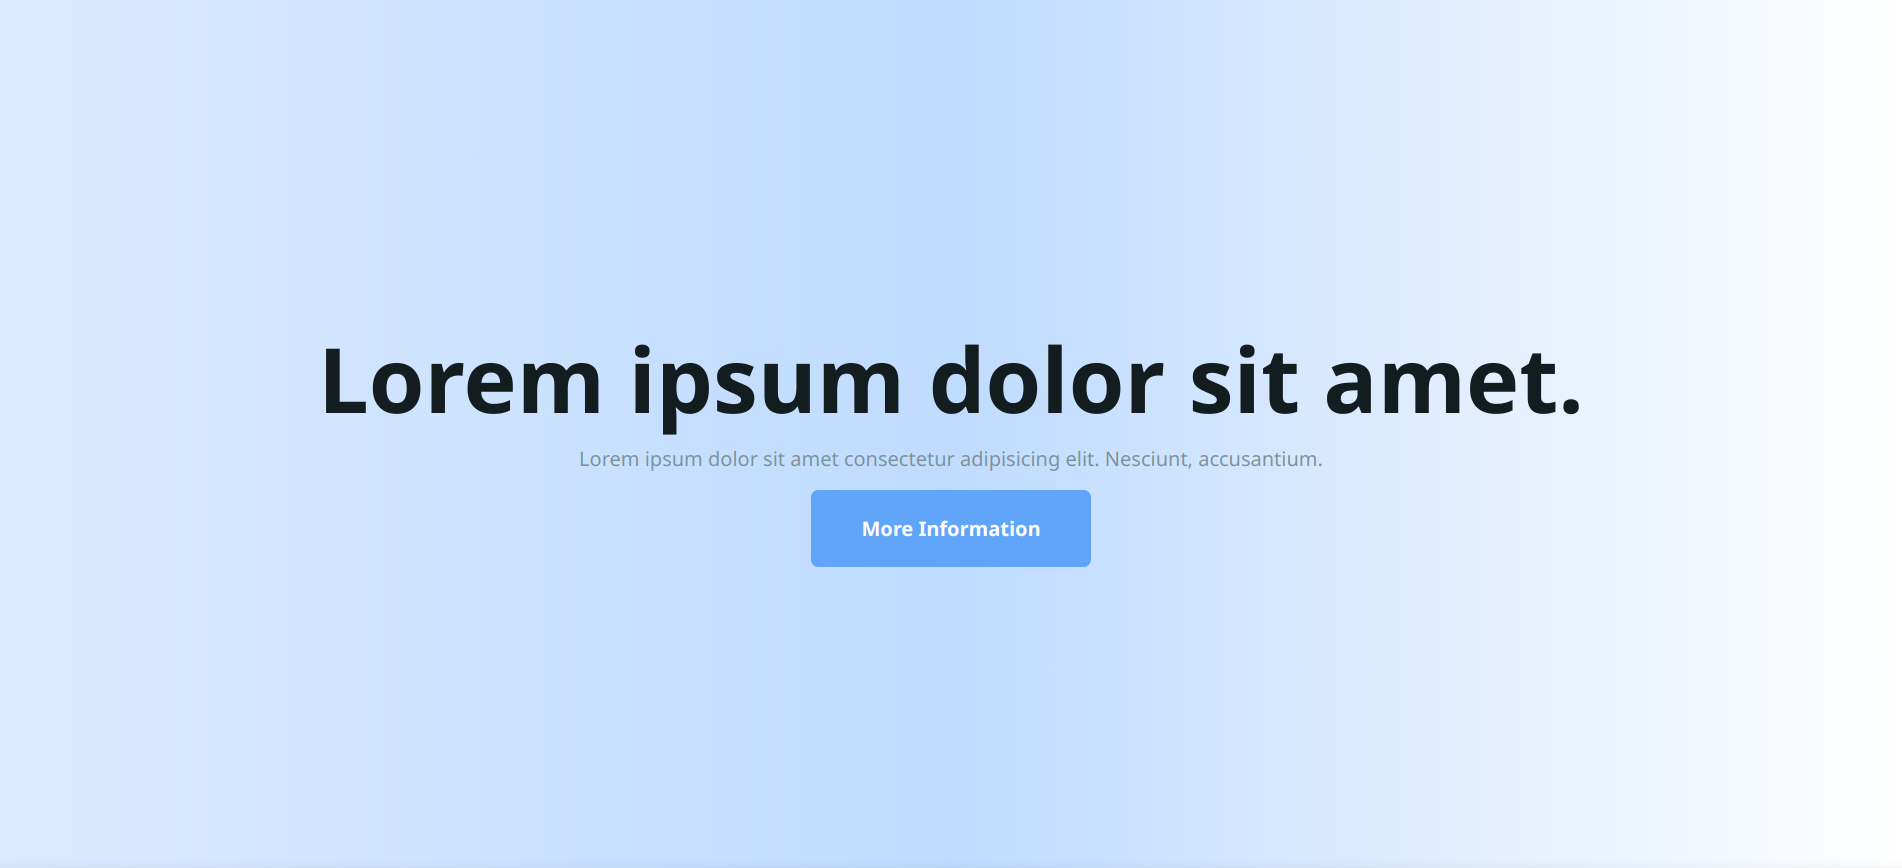 Lorem ipsum dolor sit amet.
Lorem ipsum dolor sit amet consectetur adipisicing elit. Nesciunt, accusantium.
More Information